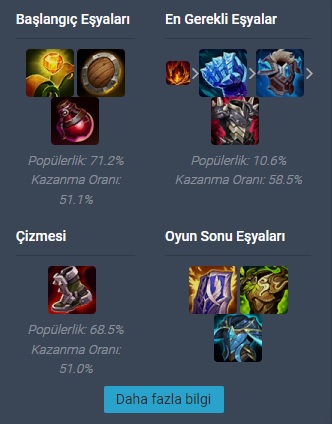 Başlangıç Eşyaları
Popülerlik: 71.2%
Kazanma Oranı:
51.1%
En Gerekli Eşyalar
Popülerlik: 10.6%
Kazanma Oranı: 58.5%
Çizmesi
Popülerlik: 68.5%
Kazanma Oranı:
51.0%
Oyun Sonu Eşyaları
Daha fazla bilgi